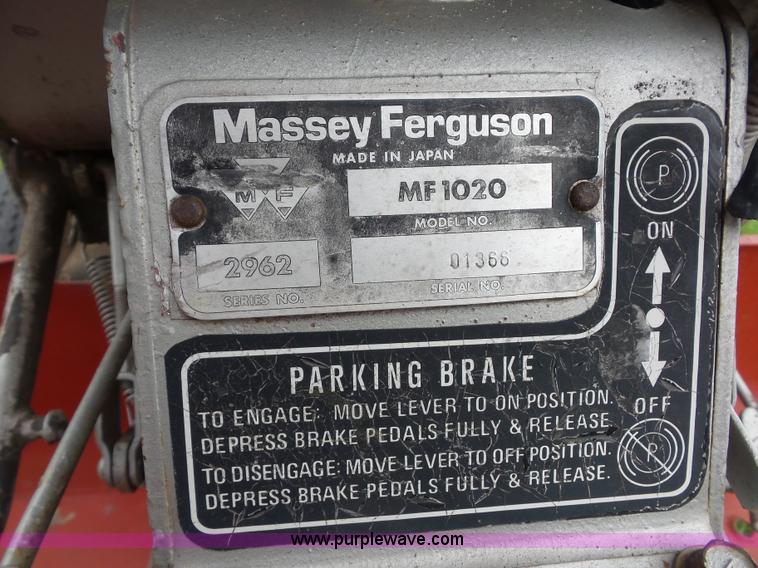 Massey Ferguson
MADE IN JAPAN
M F
MF1020
MODEL NO.
2962
01366
SERIES NO.
SERIAL NO.
P
ON
PARKING BRAKE
TO ENGAGE: MOVE LEVER TO ON POSITION.
DEPRESS BRAKE PEDALS FULLY & RELEASE
TO DISENGAGE: MOVE LEVER TO OFF POSITION.
DEPRESS BRAKE PEDALS FULLY & RELEASE.
OFF
P
www.purplewave.com